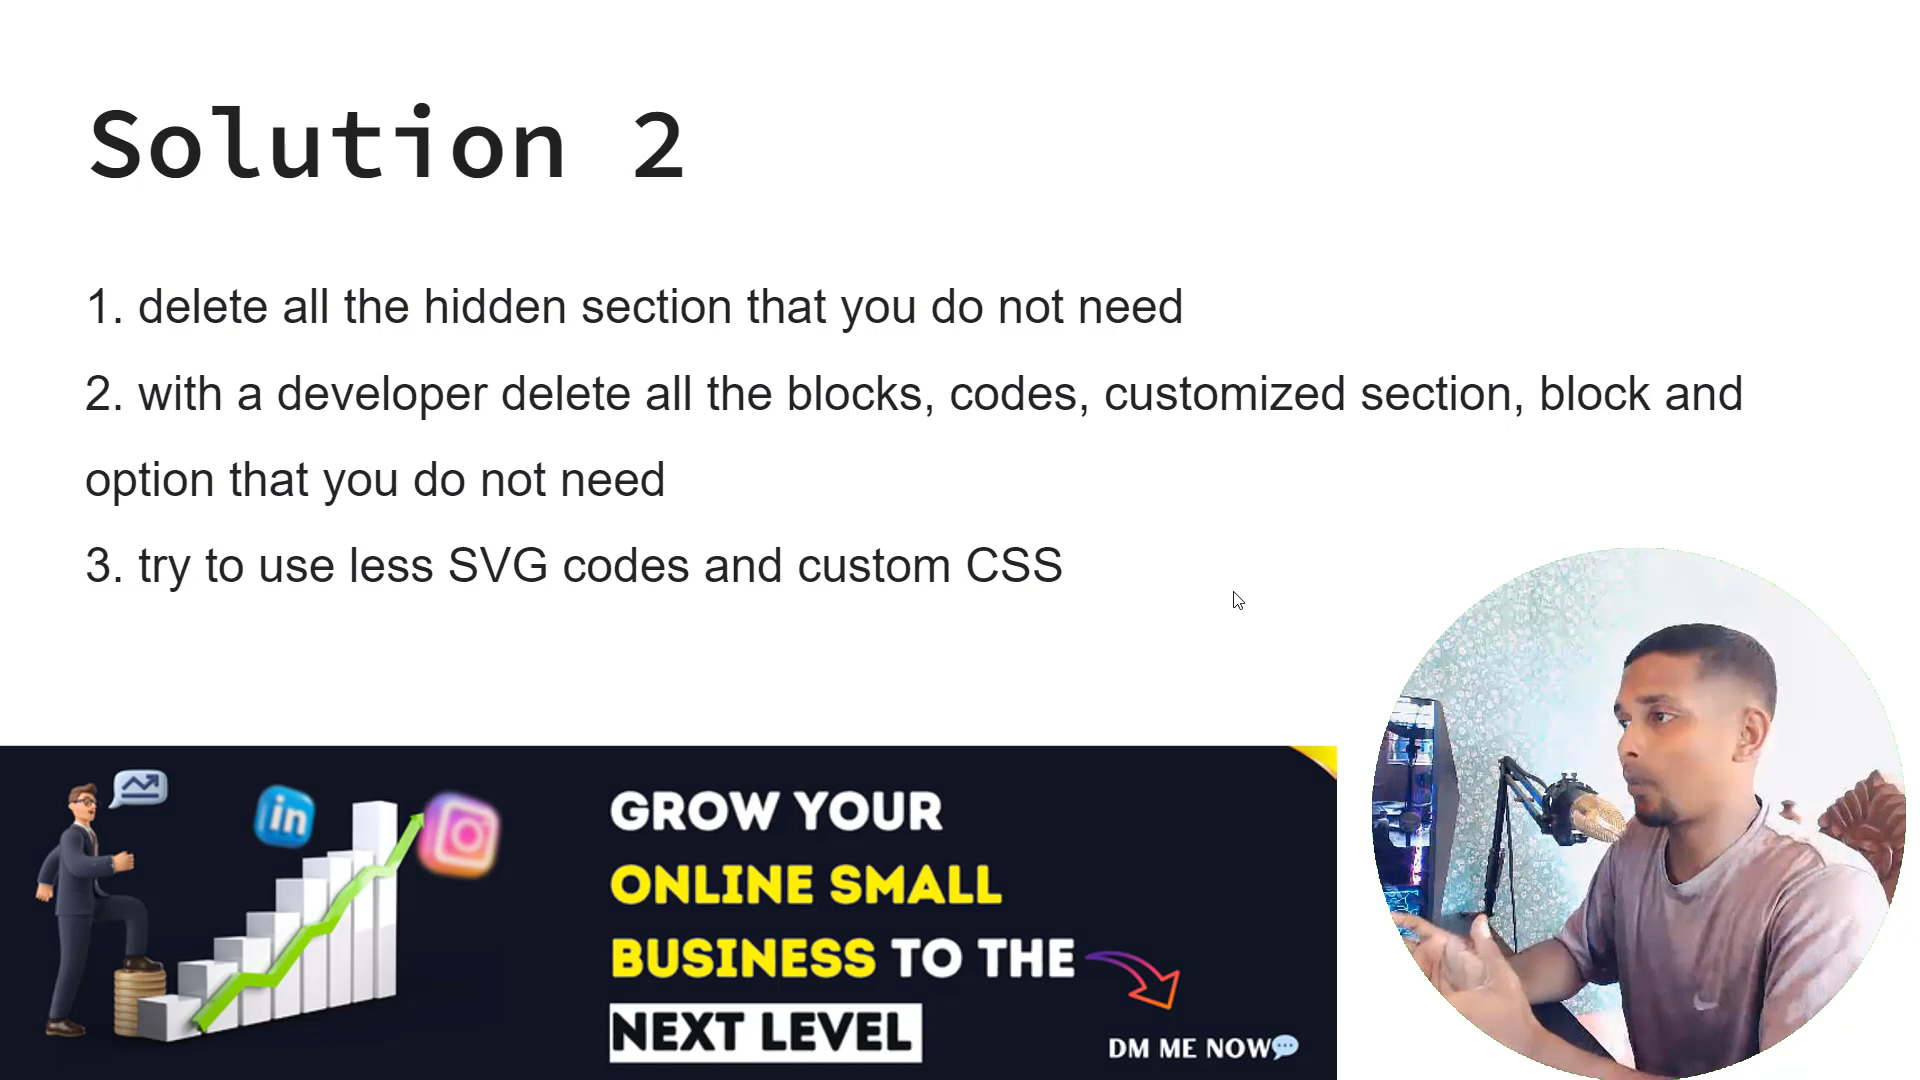 Solution 2
1. delete all the hidden section that you do not need
2. with a developer delete all the blocks, codes, customized section, block and
option that you do not need
3. try to use less SVG codes and custom CSS
in
GROW YOUR
ONLINE SMALL
BUSINESS TO THE
NEXT LEVEL
DM ME NOW